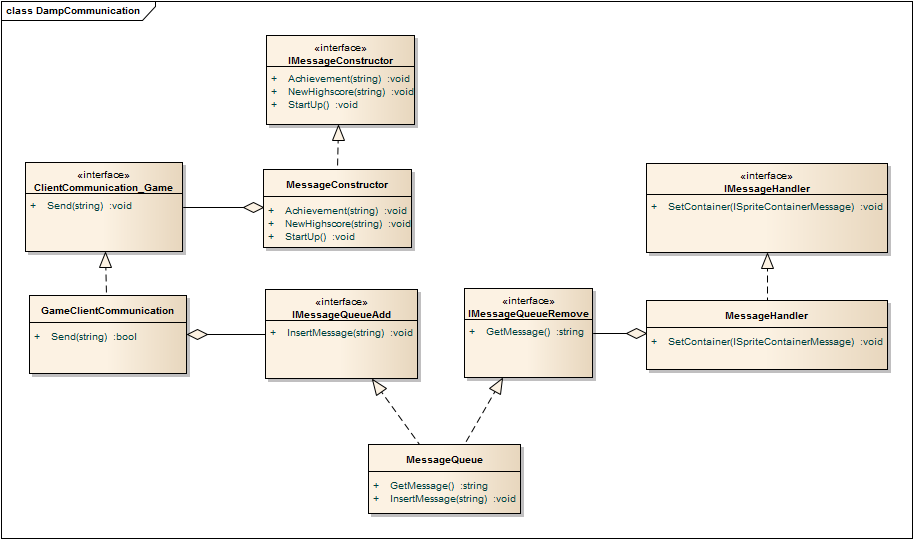 class DampCommunication
«interface»
IMessageConstructor
+ Achievement(string) :void
+ NewHighscore(string) :void
+ StartUp() :void
«interface»
ClientCommunication_Game
+ Send(string) :void
MessageConstructor
+ Achievement(string) :void
+ NewHighscore(string) :void
+ StartUp() :void
«interface»
IMessageHandler
+ SetContainer(ISpriteContainerMessage) :void
GameClientCommunication
+ Send(string) :bool
«interface»
IMessageQueueAdd
+ InsertMessage(string) :void
«interface»
IMessageQueueRemove
+ GetMessage() :string
MessageHandler
+ SetContainer(ISpriteContainerMessage) :void
MessageQueue
+ GetMessage() :string
+ InsertMessage(string) :void